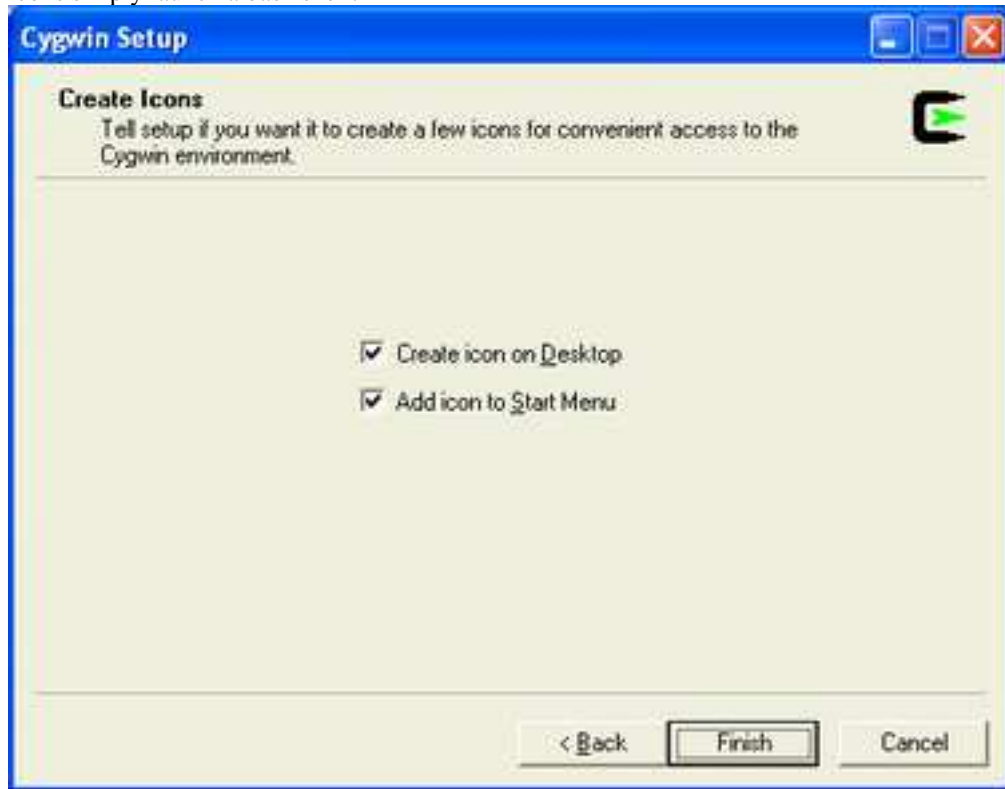 Cygwin Setup
Create Icons
Tell setup if you want it to create a few icons for convenient access to the
Cygwin environment.
Create icon on Desktop
Add icon to Start Menu
< Back Finish Cancel